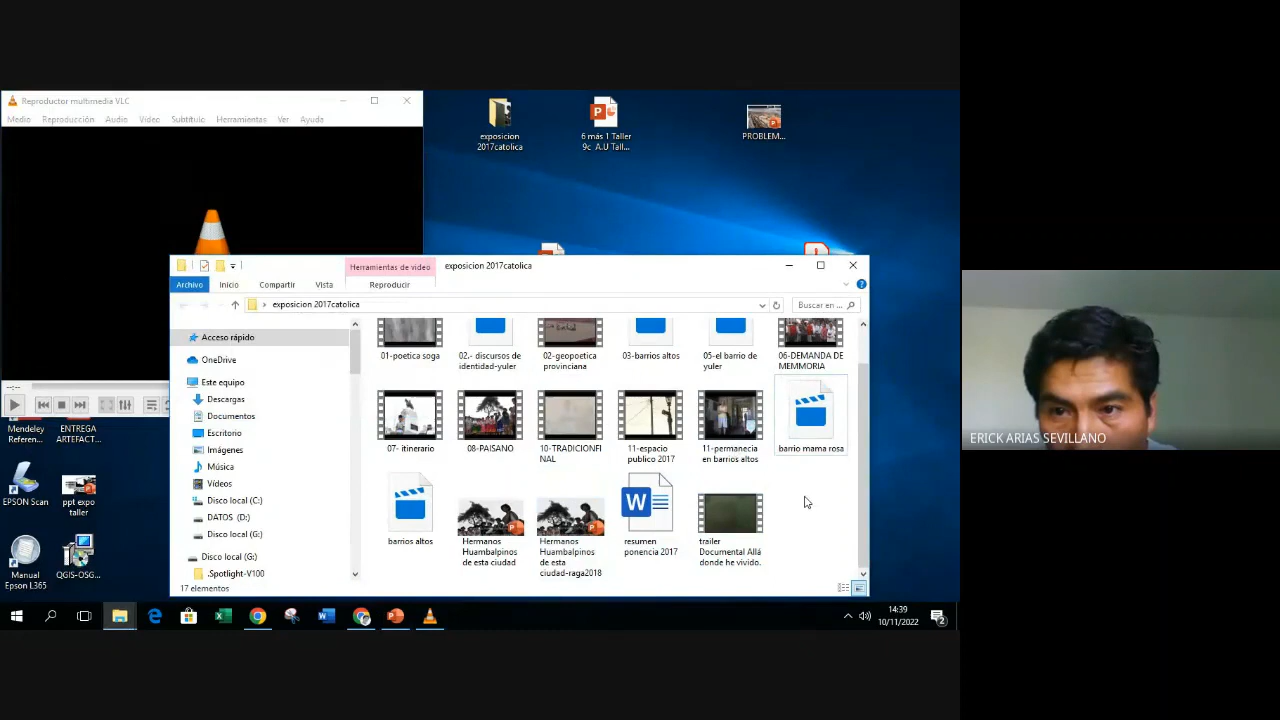 Reproductor multimedia VLC
Medio Reproducción Audio Vídeo Subtítulo Herramientas Ver Ayuda
exposicion
2017catolica
6 más 1 Taller
9c A.U Tall...
PROBLEM...
Herramientas de video
exposicion 2017catolica
Archivo Inicio Compartir Vista Reproducir
exposicion 2017catolica
Buscar en ...
Acceso rápido
OneDrive
Este equipo
Descargas
Documentos
Escritorio
Imágenes
Música
Vídeos
Disco local (C:)
DATOS (D:)
Disco local (G:)
Disco local (G:)
.Spotlight-V100
01-poetica soga
02.- discursos de
identidad-yuler
02-geopoetica
provinciana
03-barrios altos
05-el barrio de
yuler
06-DEMANDA DE
MEMMORIA
07- itinerario
08-PAISANO
10-TRADICIONFI
NAL
11-espacio
publico 2017
11-permanecia
en barrios altos
barrio mama rosa
barrios altos
Hermanos
Huambalpinos
de esta ciudad
Hermanos
Huambalpinos
de esta
ciudad-raga2018
resumen
ponencia 2017
trailer
Documental Allá
donde he vivido.
17 elementos
Mendeley
Referen...
ENTREGA
ARTEFACT...
EPSON Scan
ppt expo
taller
Manual
Epson L365
QGIS-OSG...
14:39
10/11/2022
2
ERICK ARIAS SEVILLANO